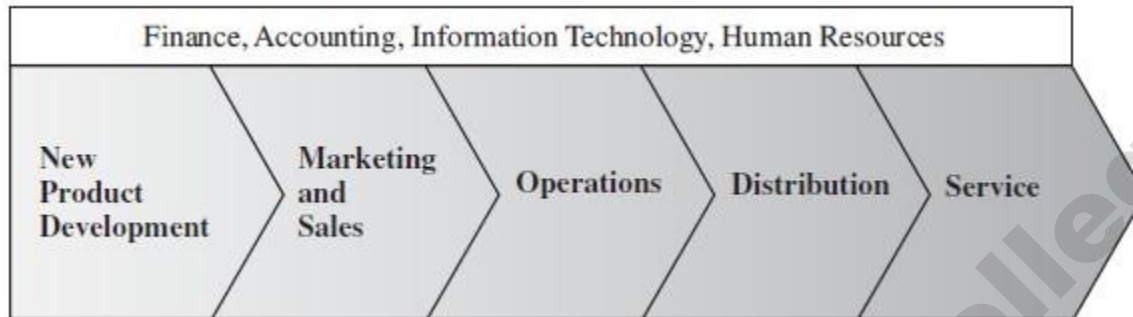 Finance, Accounting, Information Technology, Human Resources
New
Product
Development
Marketing
and
Sales
Operations
Distribution
Service